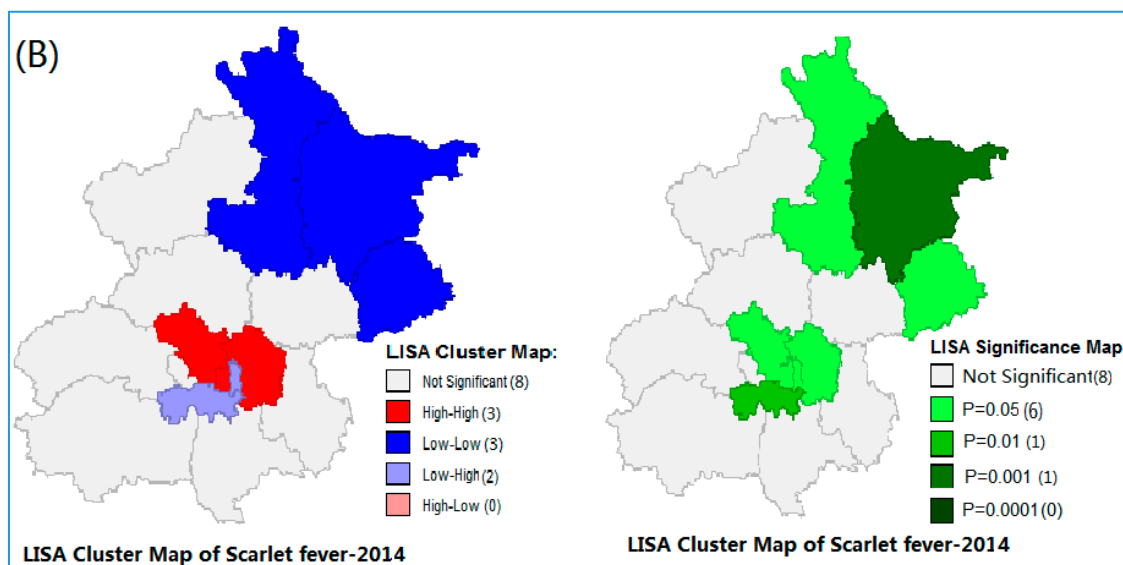 (B)
LISA Cluster Map:
Not Significant (8)
High-High (3)
Low-Low (3)
Low-High (2)
High-Low (0)
LISA Cluster Map of Scarlet fever-2014
LISA Significance Map
Not Significant(8)
P=0.05 (6)
P=0.01 (1)
P=0.001 (1)
P=0.0001 (0)
LISA Cluster Map of Scarlet fever-2014